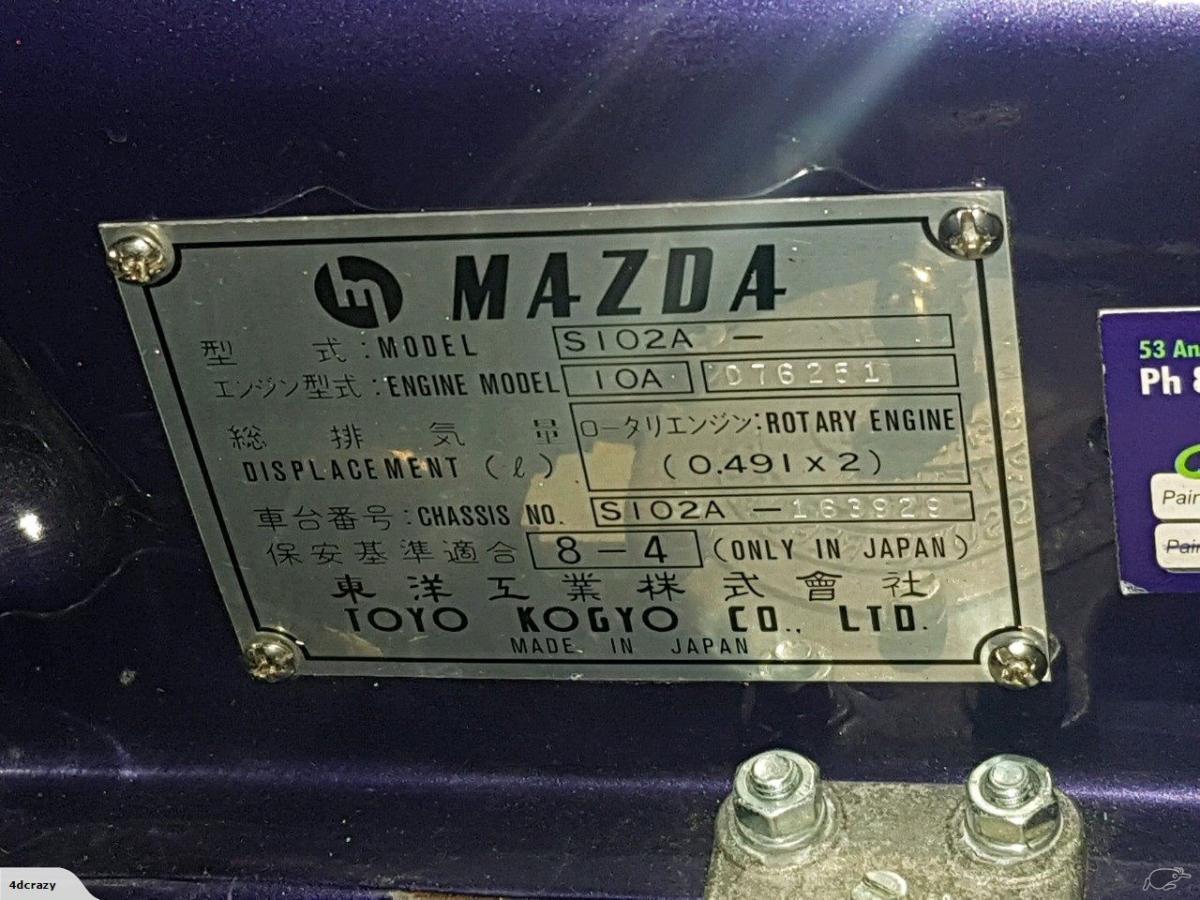 MAZDA
型 式:MODEL S102A —
エンジン型式:ENGINE MODEL 10A 076251
総排気量 ロータリエンジン:ROTARY ENGINE
DISPLACEMENT (ℓ) (0.491x2)
車台番号:CHASSIS NO. S102A — 163929
保安基準適合 8—4 (ONLY IN JAPAN)
東洋工業株式會社
TOYO KOGYO CO., LTD.
MADE IN JAPAN
53 An
Ph 8
Pain
Pain
4dcrazy